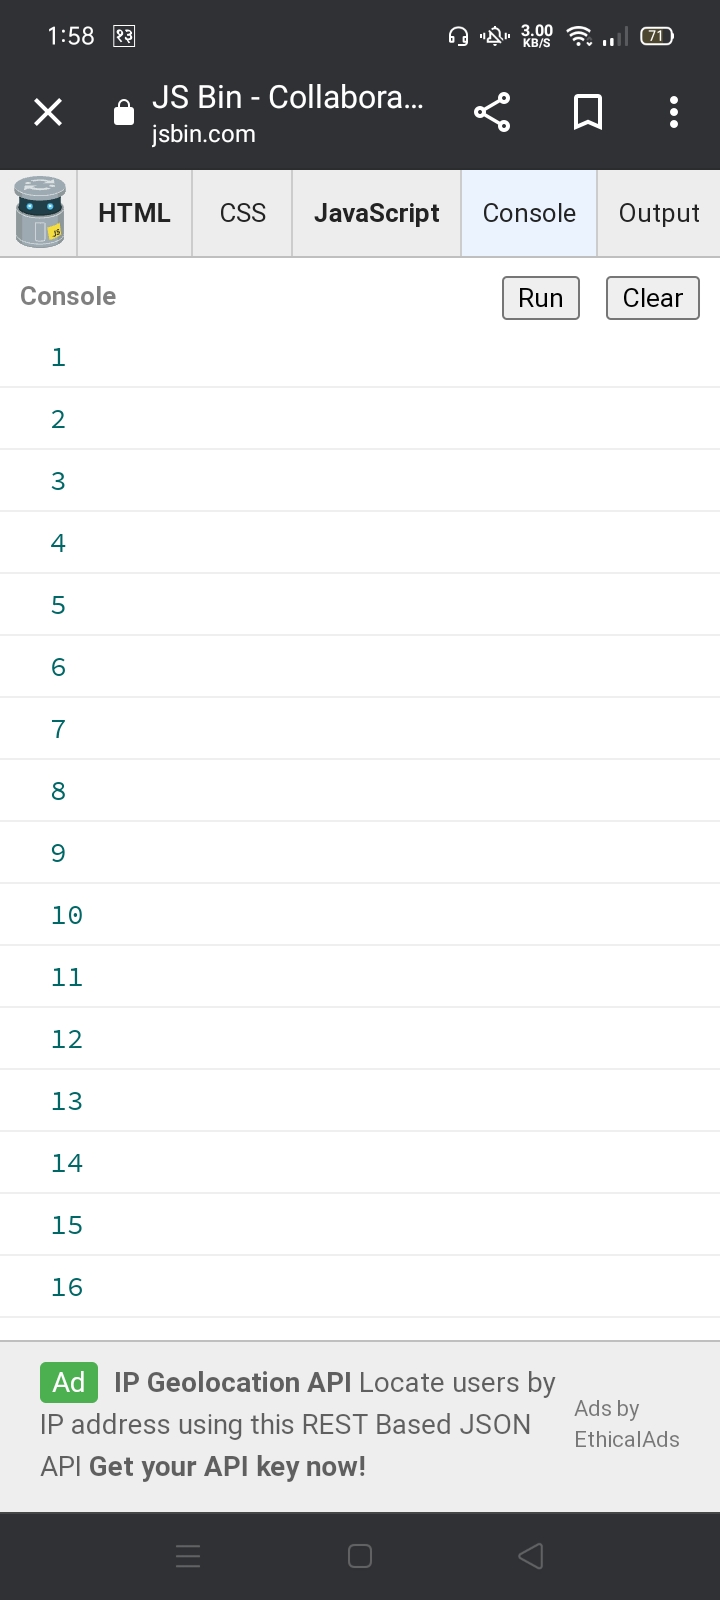 1:58 १३ 3.00 KB/S 71
JS Bin - Collabora...
jsbin.com
HTML CSS JavaScript Console Output
Console Run Clear
1
2
3
4
5
6
7
8
9
10
11
12
13
14
15
16
Ad IP Geolocation API Locate users by
IP address using this REST Based JSON
API Get your API key now!
Ads by
EthicalAds